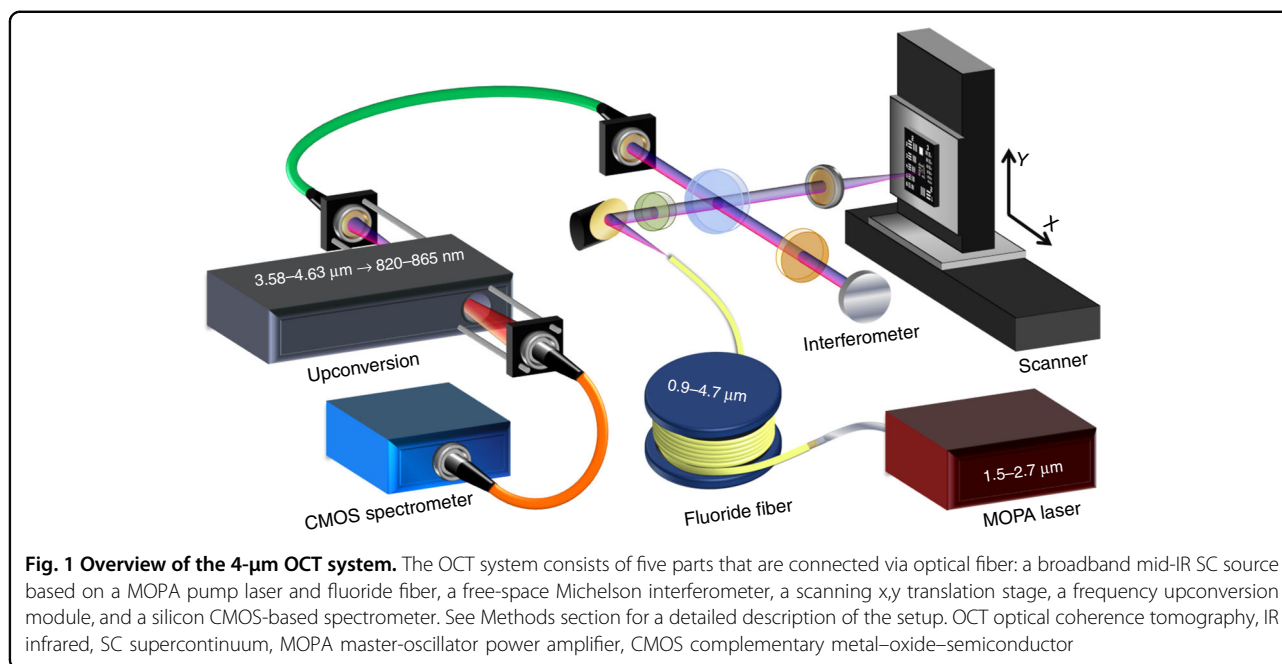 3.58–4.63 μm → 820–865 nm
Upconversion
CMOS spectrometer
0.9–4.7 μm
Fluoride fiber
1.5–2.7 μm
MOPA laser
Interferometer
Scanner
Y
X
Fig. 1 Overview of the 4-μm OCT system. The OCT system consists of five parts that are connected via optical fiber: a broadband mid-IR SC source
based on a MOPA pump laser and fluoride fiber, a free-space Michelson interferometer, a scanning x,y translation stage, a frequency upconversion
module, and a silicon CMOS-based spectrometer. See Methods section for a detailed description of the setup. OCT optical coherence tomography, IR
infrared, SC supercontinuum, MOPA master-oscillator power amplifier, CMOS complementary metal–oxide–semiconductor